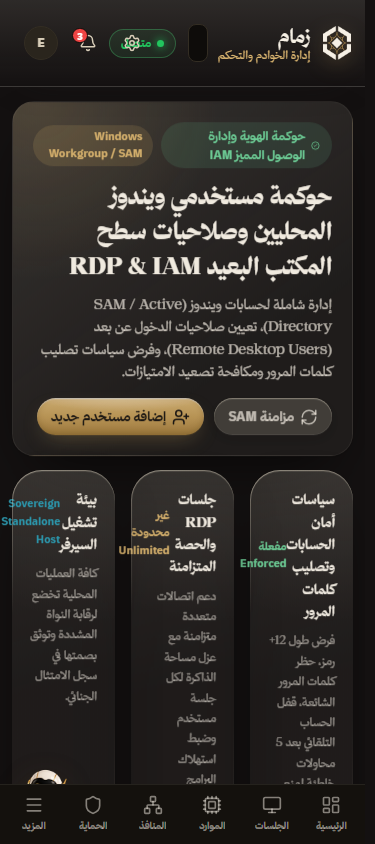 زمام
إدارة الخوادم والتحكم
متصل
3
E
حوكمة الهوية وإدارة
الوصول المميز IAM
Windows
Workgroup / SAM
حوكمة مستخدمي ويندوز
المحليين وصلاحيات سطح
المكتب البعيد RDP & IAM
إدارة شاملة لحسابات ويندوز (SAM / Active
Directory)، تعيين صلاحيات الدخول عن بعد
(Remote Desktop Users)، وفرض سياسات تصليب
كلمات المرور ومكافحة تصعيد الامتيازات.
مزامنة SAM
إضافة مستخدم جديد
سياسات
أمان
الحسابات
وتصليب
كلمات
المرور
مفعلة
Enforced
فرض طول 12+
رمز، حظر
كلمات المرور
الشائعة، قفل
الحساب
التلقائي بعد 5
محاولات
جلسات
RDP
والحصة
المتزامنة
غير
محدودة
Unlimited
دعم اتصالات
متعددة
متزامنة مع
عزل مساحة
الذاكرة لكل
جلسة
مستخدم
وضبط
استهلاك
البرامج
بيئة
تشغيل
السيرفر
Sovereign
Standalone
Host
كافة العمليات
المحلية تخضع
لرقابة النواة
المشددة وتوثق
بصمتها في
سجل الامتثال
الجنائي.
الرئيسية
الجلسات
الموارد
المنافذ
الحماية
المزيد